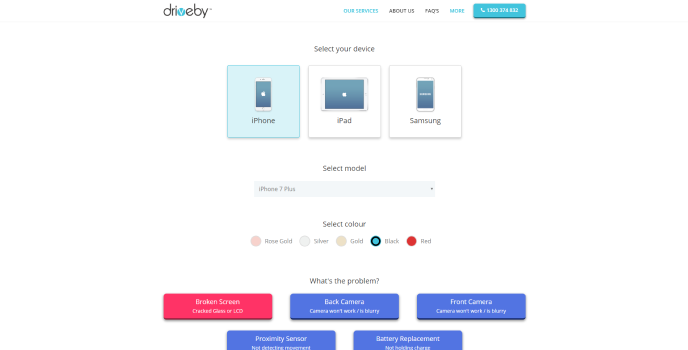 driveby™
OUR SERVICES ABOUT US FAQ'S MORE 1300 374 832
Select your device
iPhone iPad Samsung
Select model
iPhone 7 Plus
Select colour
Rose Gold Silver Gold Black Red
What's the problem?
Broken Screen Back Camera Front Camera
Cracked Glass or LCD Camera won't work / is blurry Camera won't work / is blurry
Proximity Sensor Battery Replacement
Not detecting movement Not holding charge